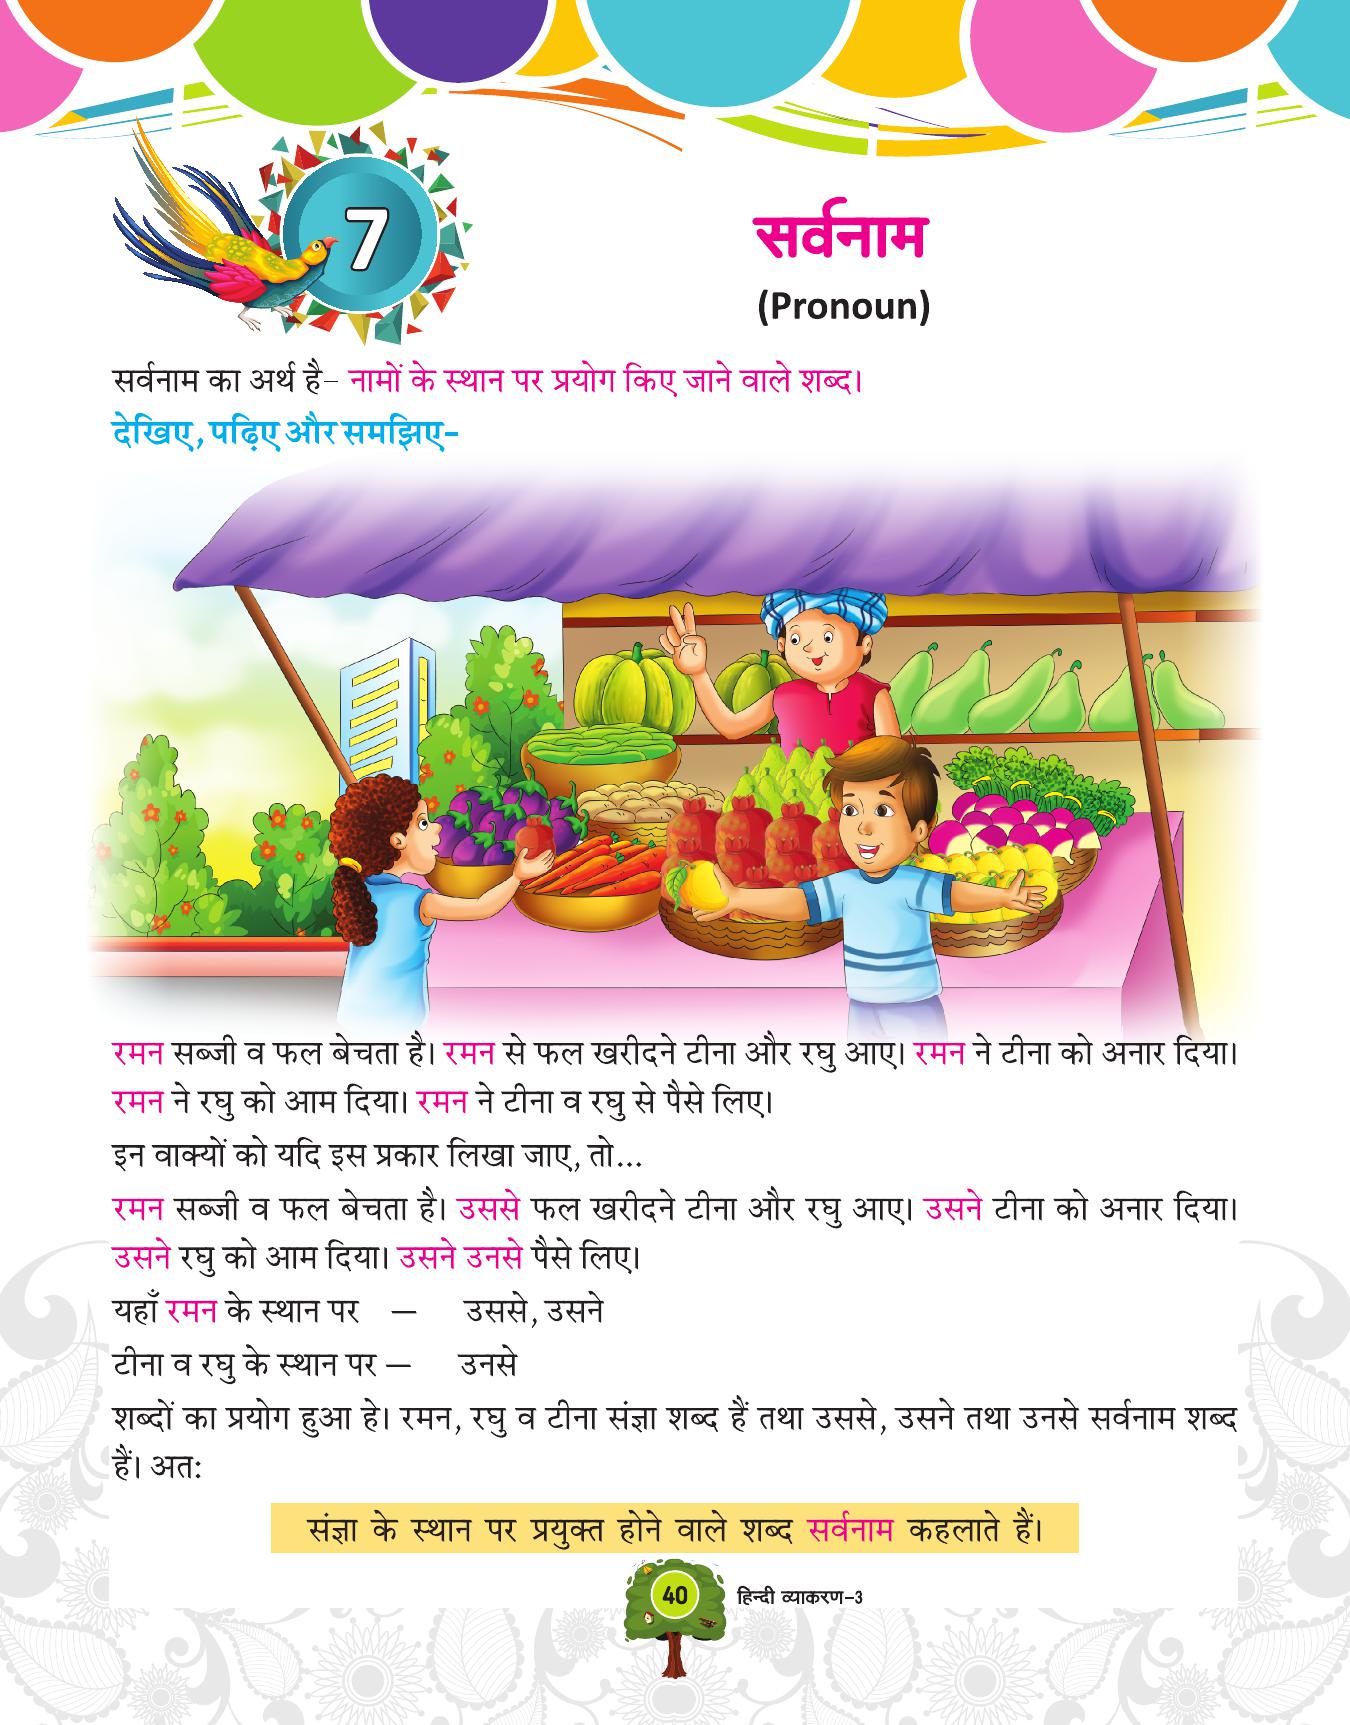 7
सर्वनाम
(Pronoun)
सर्वनाम का अर्थ है– नामों के स्थान पर प्रयोग किए जाने वाले शब्द।
देखिए, पढ़िए और समझिए–
रमन सब्जी व फल बेचता है। रमन से फल खरीदने टीना और रघु आए। रमन ने टीना को अनार दिया।
रमन ने रघु को आम दिया। रमन ने टीना व रघु से पैसे लिए।
इन वाक्यों को यदि इस प्रकार लिखा जाए, तो...
रमन सब्जी व फल बेचता है। उससे फल खरीदने टीना और रघु आए। उसने टीना को अनार दिया।
उसने रघु को आम दिया। उसने उनसे पैसे लिए।
यहाँ रमन के स्थान पर — उससे, उसने
टीना व रघु के स्थान पर — उनसे
शब्दों का प्रयोग हुआ हे। रमन, रघु व टीना संज्ञा शब्द हैं तथा उससे, उसने तथा उनसे सर्वनाम शब्द
हैं। अत:
संज्ञा के स्थान पर प्रयुक्त होने वाले शब्द सर्वनाम कहलाते हैं।
40 हिन्दी व्याकरण–3